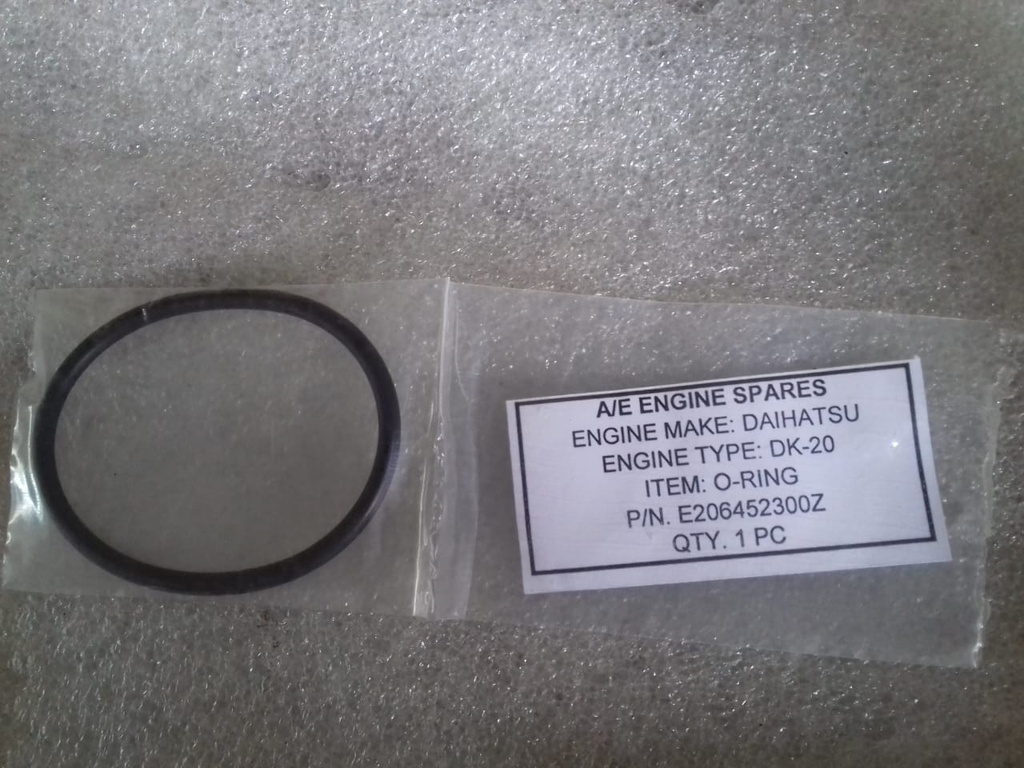 A/E ENGINE SPARES
ENGINE MAKE: DAIHATSU
ENGINE TYPE: DK-20
ITEM: O-RING
P/N. E206452300Z
QTY. 1 PC